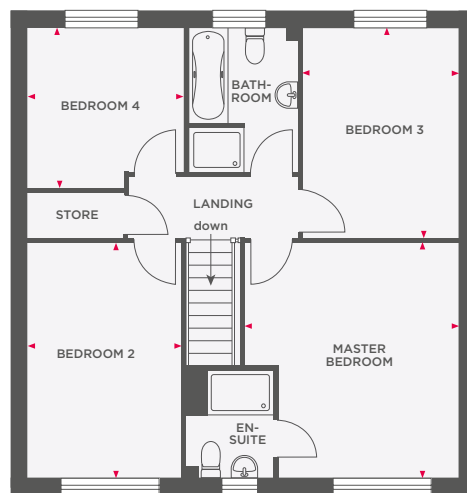 BEDROOM 4
BATH-
ROOM
BEDROOM 3
STORE
LANDING
down
BEDROOM 2
MASTER
BEDROOM
EN-
SUITE